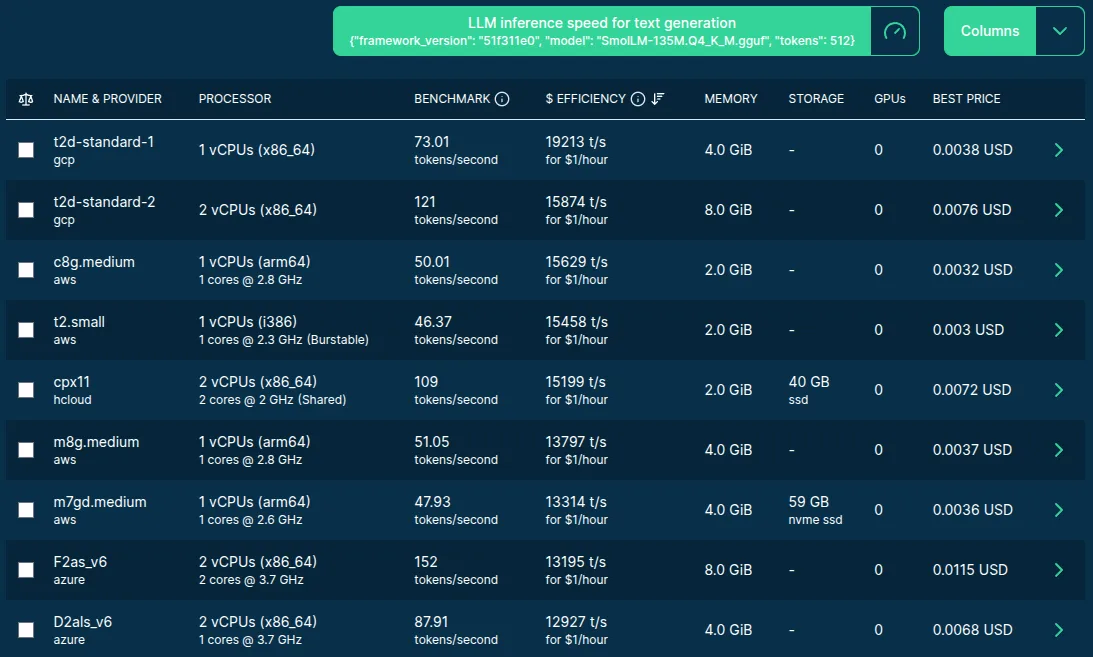 LLM inference speed for text generation
{"framework_version": "51f311e0", "model": "SmolLM-135M.Q4_K_M.gguf", "tokens": 512}
Columns
NAME & PROVIDER PROCESSOR BENCHMARK $ EFFICIENCY MEMORY STORAGE GPUs BEST PRICE
t2d-standard-1 1 vCPUs (x86_64) 73.01 19213 t/s 4.0 GiB - 0 0.0038 USD
gcp tokens/second for $1/hour
t2d-standard-2 2 vCPUs (x86_64) 121 15874 t/s 8.0 GiB - 0 0.0076 USD
gcp tokens/second for $1/hour
c8g.medium 1 vCPUs (arm64) 50.01 15629 t/s 2.0 GiB - 0 0.0032 USD
aws 1 cores @ 2.8 GHz tokens/second for $1/hour
t2.small 1 vCPUs (i386) 46.37 15458 t/s 2.0 GiB - 0 0.003 USD
aws 1 cores @ 2.3 GHz (Burstable) tokens/second for $1/hour
cpx11 2 vCPUs (x86_64) 109 15199 t/s 2.0 GiB 40 GB 0 0.0072 USD
hcloud 2 cores @ 2 GHz (Shared) tokens/second for $1/hour ssd
m8g.medium 1 vCPUs (arm64) 51.05 13797 t/s 4.0 GiB - 0 0.0037 USD
aws 1 cores @ 2.8 GHz tokens/second for $1/hour
m7gd.medium 1 vCPUs (arm64) 47.93 13314 t/s 4.0 GiB 59 GB 0 0.0036 USD
aws 1 cores @ 2.6 GHz tokens/second for $1/hour nvme ssd
F2as_v6 2 vCPUs (x86_64) 152 13195 t/s 8.0 GiB - 0 0.0115 USD
azure 2 cores @ 3.7 GHz tokens/second for $1/hour
D2als_v6 2 vCPUs (x86_64) 87.91 12927 t/s 4.0 GiB - 0 0.0068 USD
azure 1 cores @ 3.7 GHz tokens/second for $1/hour